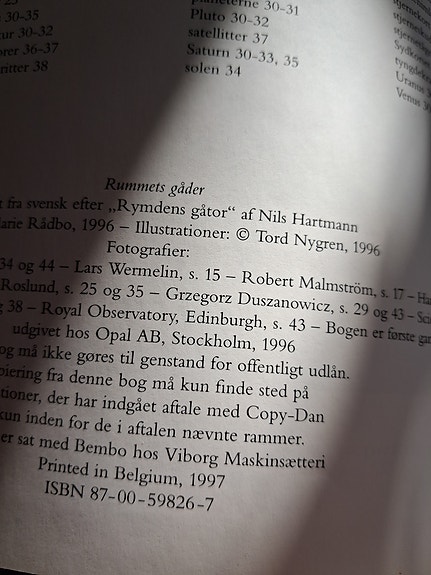 30-35
30-32
36-37
38
planeterne 30-31
Pluto 30-32
satellitter 37
Saturn 30-33, 35
solen 34
Uranus
Venus
Rummets gåder
fra svensk efter „Rymdens gåtor“ af Nils Hartmann
Rådbo, 1996 – Illustrationer: © Tord Nygren, 1996
Fotografier:
34 og 44 – Lars Wermelin, s. 15 – Robert Malmström, s. 17 –
Roslund, s. 25 og 35 – Grzegorz Duszanowicz, s. 29 og 43 –
38 – Royal Observatory, Edinburgh, s. 43 – Bogen er første
udgivet hos Opal AB, Stockholm, 1996
og må ikke gøres til genstand for offentligt udlån.
piering fra denne bog må kun finde sted på
tioner, der har indgået aftale med Copy-Dan
kun inden for de i aftalen nævnte rammer.
er sat med Bembo hos Viborg Maskinsætteri
Printed in Belgium, 1997
ISBN 87-00-59826-7